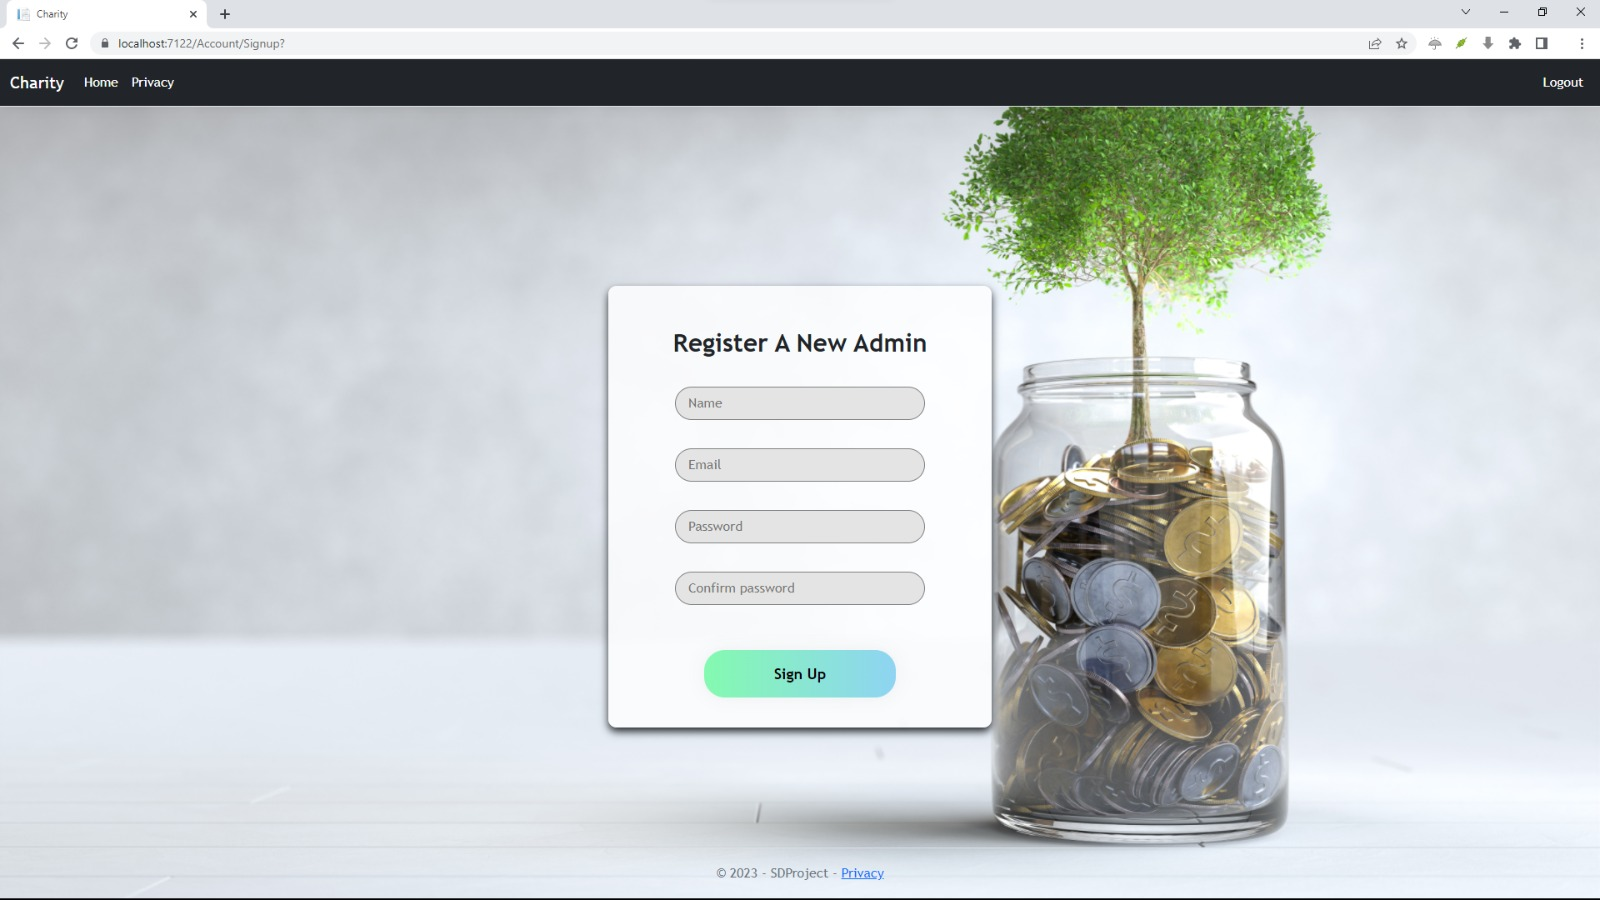 Charity
localhost:7122/Account/Signup?
Charity Home Privacy Logout
Register A New Admin
Name
Email
Password
Confirm password
Sign Up
© 2023 - SDProject - Privacy